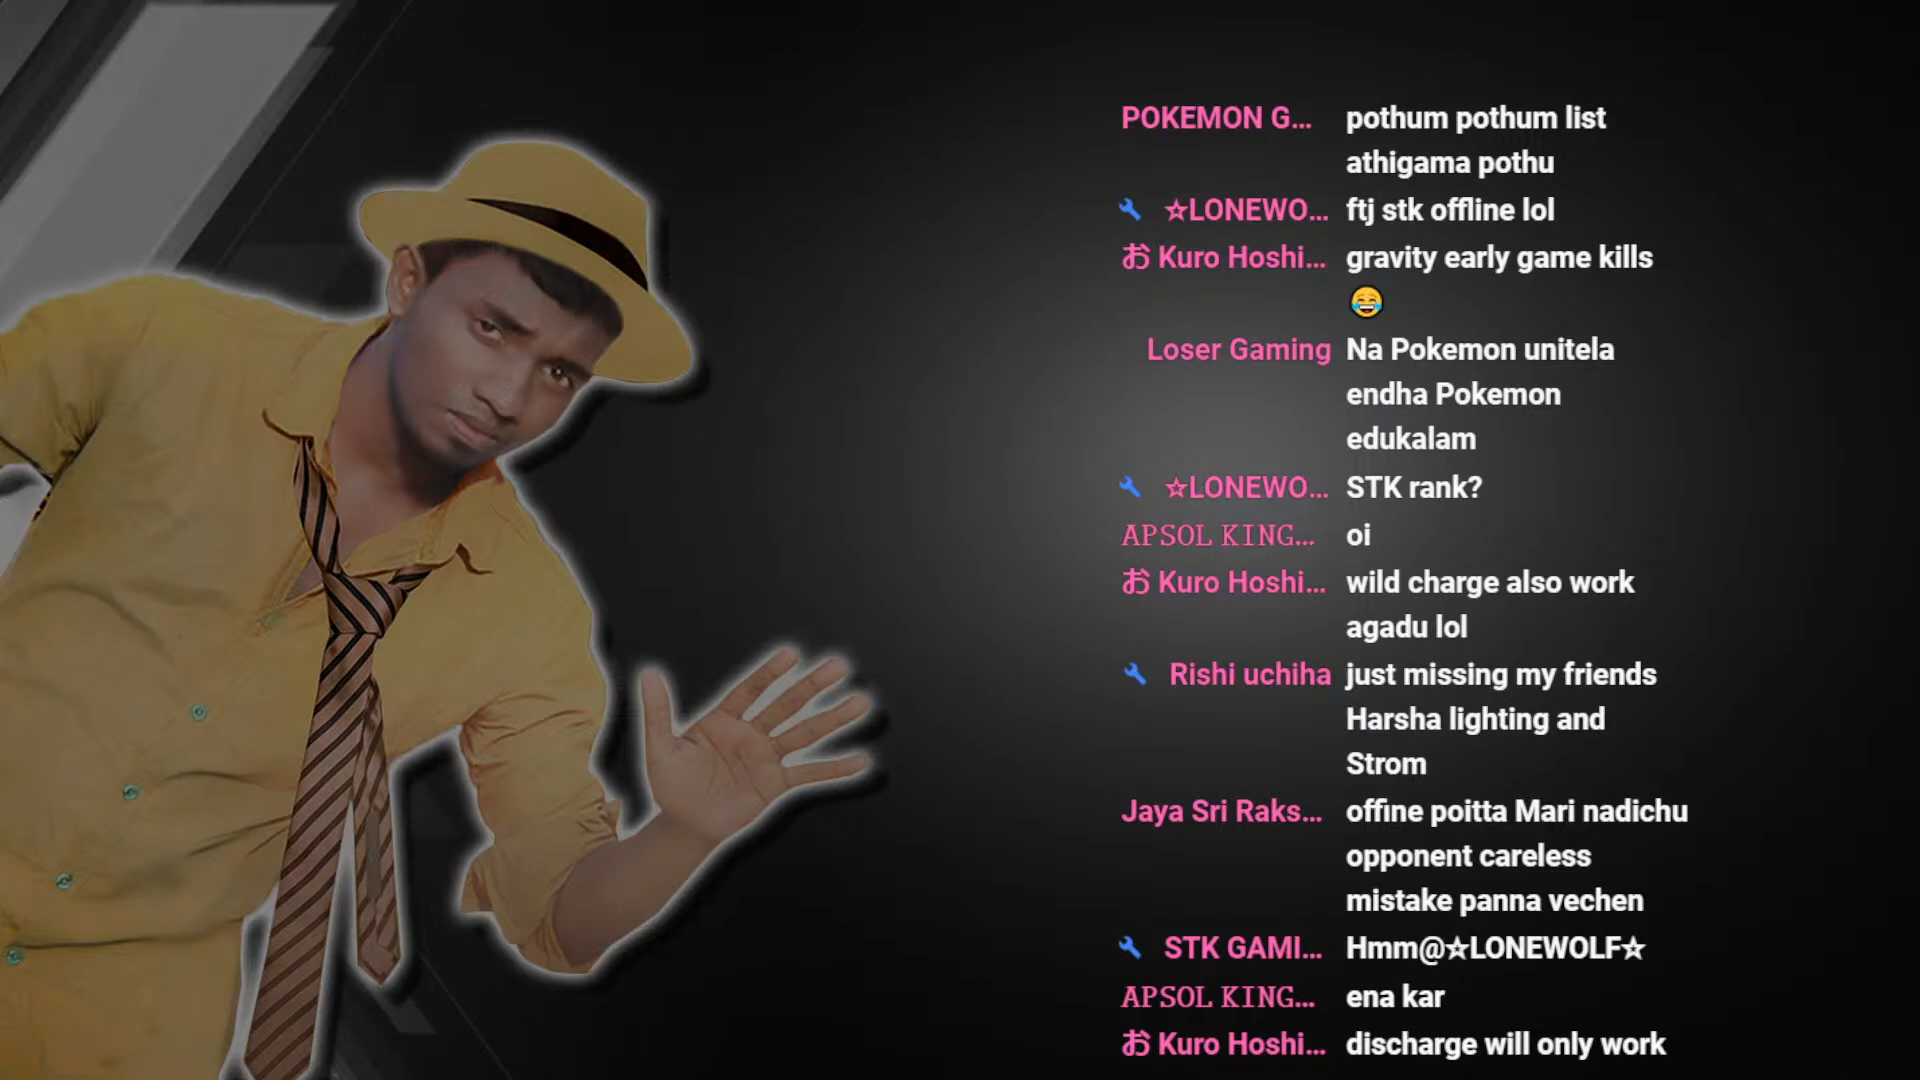 POKEMON G... pothum pothum list
athigama pothu
☆LONEWO... ftj stk offline lol
お Kuro Hoshi... gravity early game kills
😂
Loser Gaming Na Pokemon unitela
endha Pokemon
edukalam
☆LONEWO... STK rank?
APSOL KING... oi
お Kuro Hoshi... wild charge also work
agadu lol
Rishi uchiha just missing my friends
Harsha lighting and
Strom
Jaya Sri Raks... offine poitta Mari nadichu
opponent careless
mistake panna vechen
STK GAMI... Hmm@☆LONEWOLF☆
APSOL KING... ena kar
お Kuro Hoshi... discharge will only work